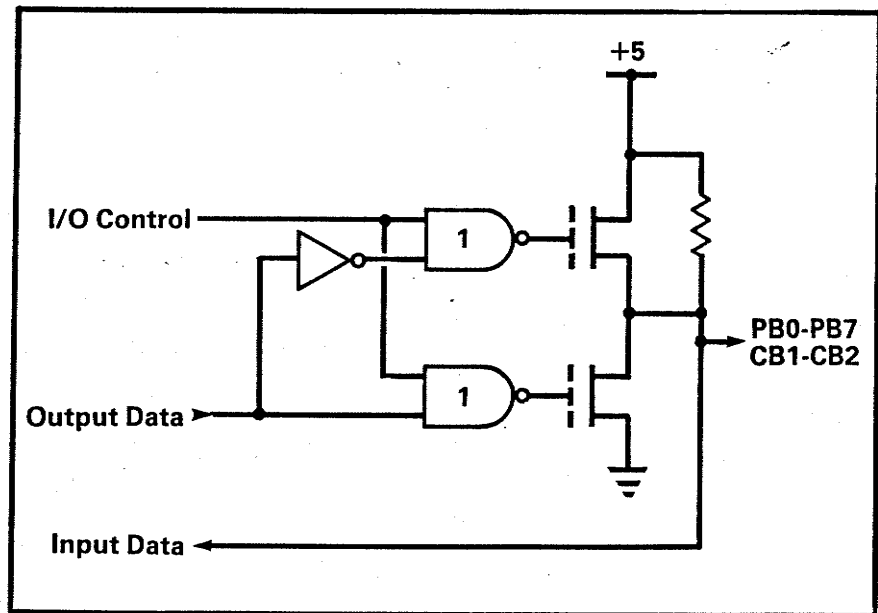 +5
I/O Control
1
PB0-PB7
CB1-CB2
1
Output Data
Input Data